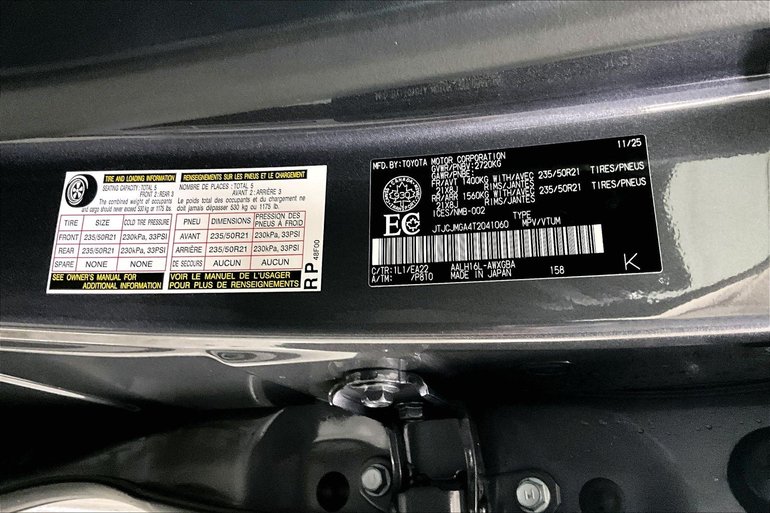 TIRE AND LOADING INFORMATION
SEATING CAPACITY: TOTAL 5
FRONT 2: REAR 3
The combined weight of occupants
and cargo should never exceed 530 kg or 1175 lb.
TIRE SIZE COLD TIRE PRESSURE
FRONT 235/50R21 230kPa, 33PSI
REAR 235/50R21 230kPa, 33PSI
SPARE NONE NONE
SEE OWNER'S MANUAL FOR
ADDITIONAL INFORMATION
RENSEIGNEMENTS SUR LES PNEUS ET LE CHARGEMENT
NOMBRE DE PLACES: TOTAL 5
AVANT 2: ARRIÈRE 3
Le poids total des occupants et du chargement ne
doit jamais dépasser 530 kg ou 1175 lb.
PNEU DIMENSIONS PRESSION DES PNEUS À FROID
AVANT 235/50R21 230kPa, 33PSI
ARRIÈRE 235/50R21 230kPa, 33PSI
DE SECOURS AUCUN AUCUN
VOIR LE MANUEL DE L'USAGER
POUR PLUS DE RENSEIGNEMENTS
RP 48F00
MFD.BY:TOYOTA MOTOR CORPORATION 11/25
GVWR/PNBV:2720KG
GAWR/PNBE:
FR/AVT 1400KG WITH/AVEC 235/50R21 TIRES/PNEUS
21X8J RIMS/JANTES
RR/ARR 1560KG WITH/AVEC 235/50R21 TIRES/PNEUS
21X8J RIMS/JANTES
ICES/NMB-002
EC
TYPE
JTJCJMGA4T2041060 MPV/VTUM
C/TR:1L1/EA22 AALH16L-AWXGBA
A/TM: /P810 MADE IN JAPAN 158
K